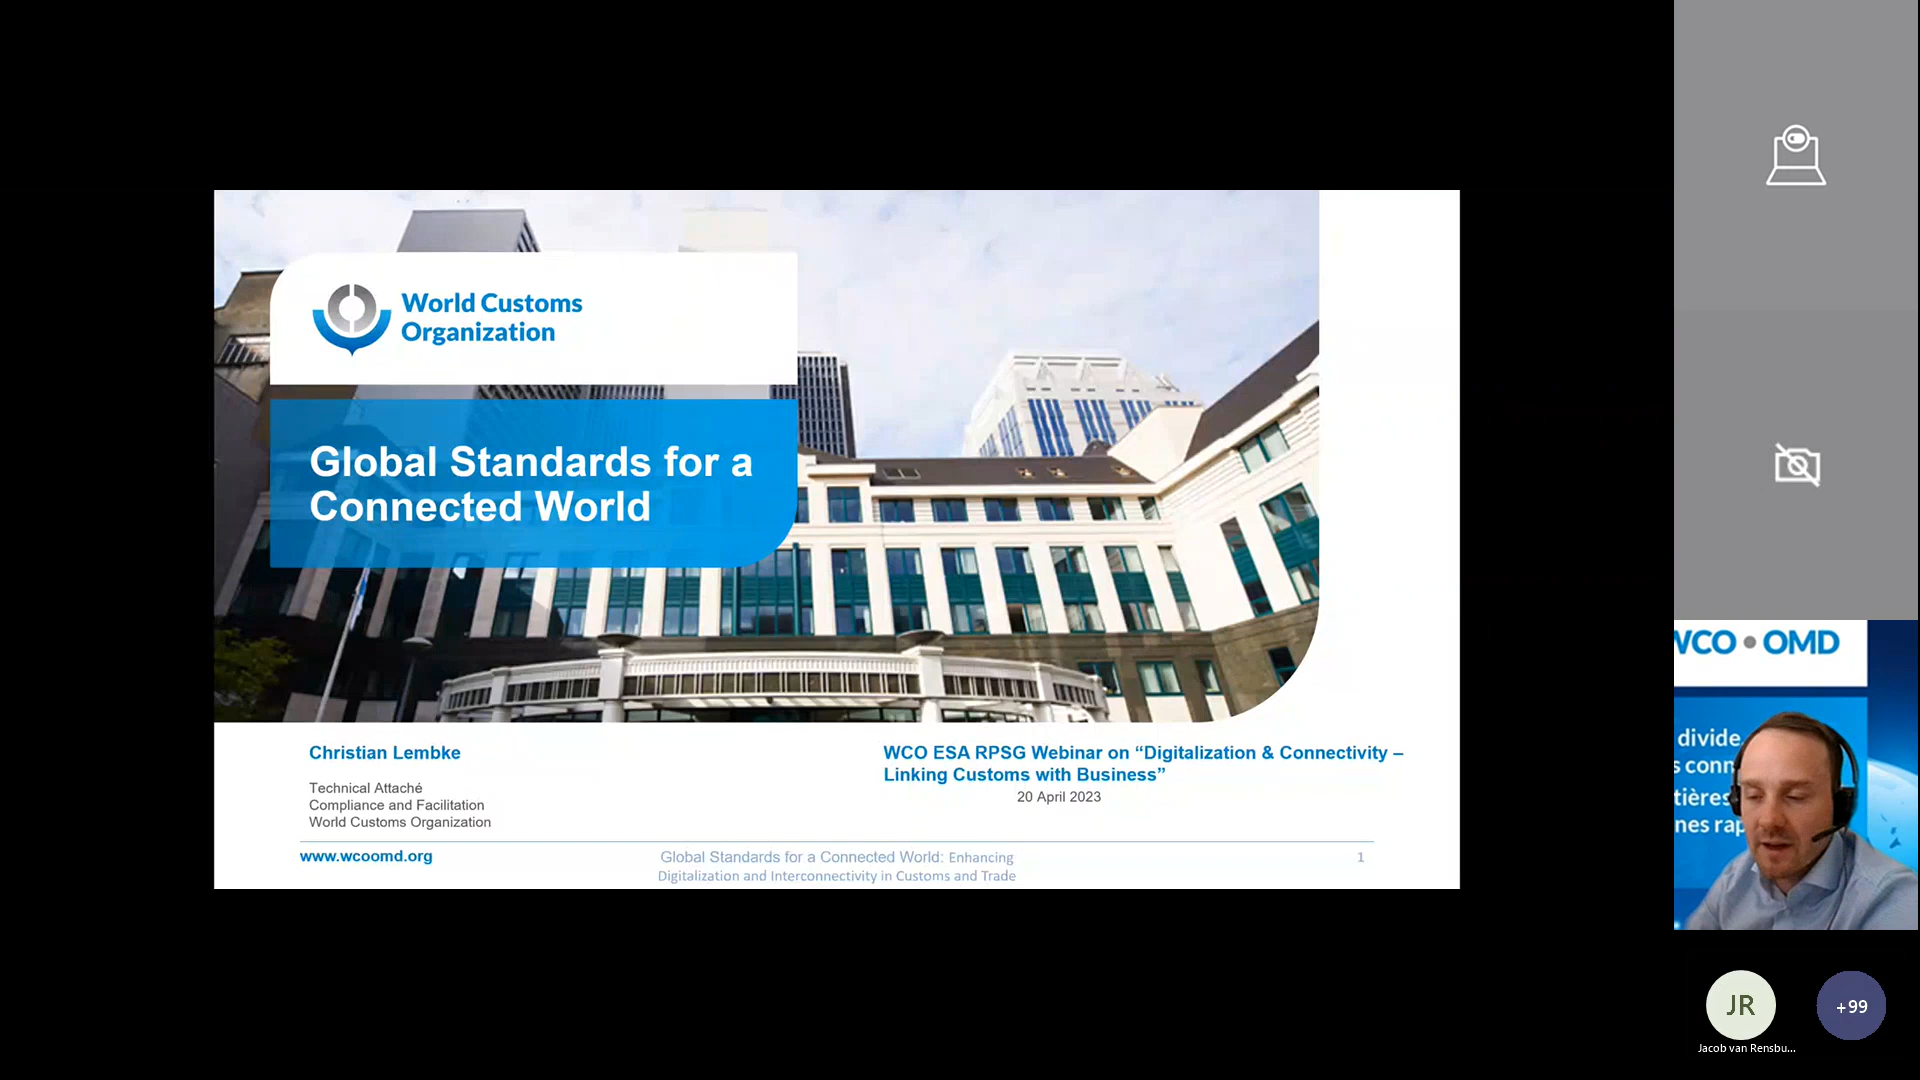 World Customs
Organization
Global Standards for a
Connected World
Christian Lembke
Technical Attaché
Compliance and Facilitation
World Customs Organization
WCO ESA RPSG Webinar on “Digitalization & Connectivity –
Linking Customs with Business”
20 April 2023
www.wcoomd.org
Global Standards for a Connected World: Enhancing
Digitalization and Interconnectivity in Customs and Trade
1
WCO • OMD
divide
s conn
tières
nes rap
JR
+99
Jacob van Rensbu...